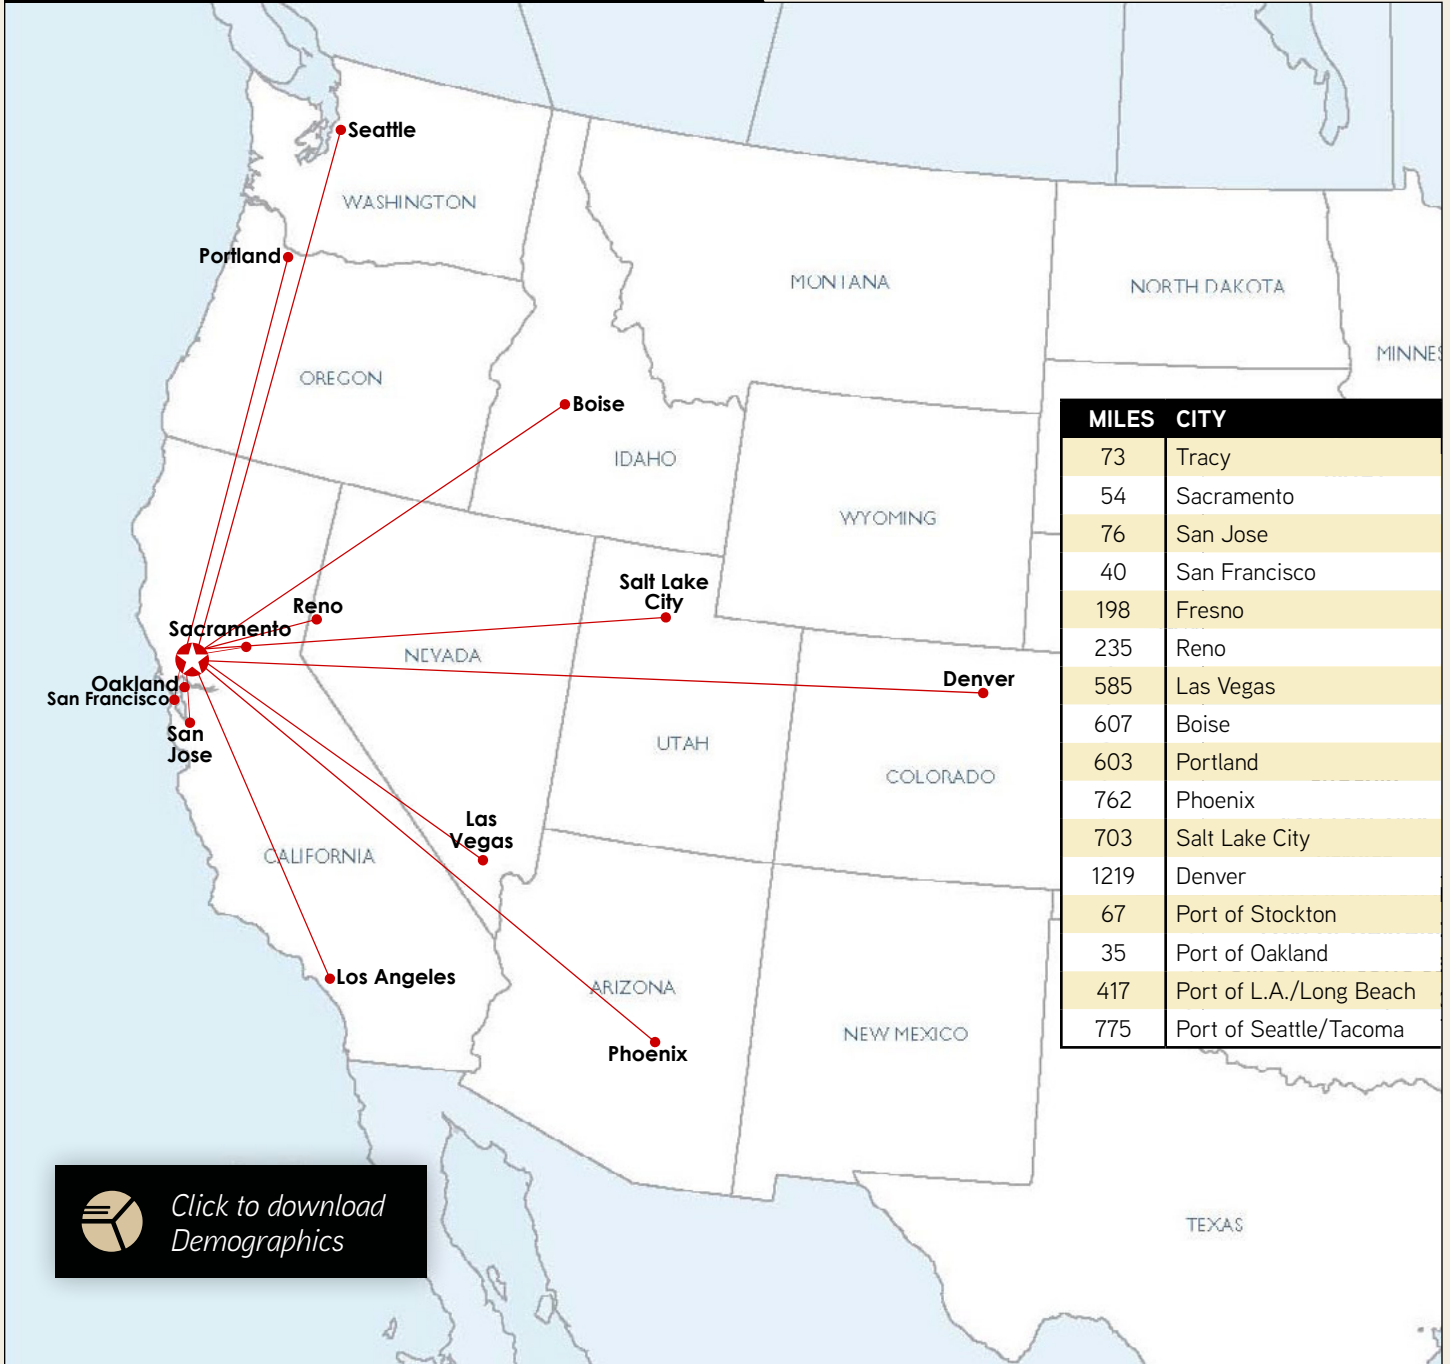 Seattle
WASHINGTON
Portland
MONTANA
NORTH DAKOTA
MINNES
OREGON
Boise
IDAHO
WYOMING
Salt Lake
City
Reno
Sacramento
NEVADA
Oakland
San Francisco
San
Jose
Denver
UTAH
COLORADO
Las
Vegas
CALIFORNIA
Los Angeles
ARIZONA
NEW MEXICO
Phoenix
TEXAS
MILES CITY
73 Tracy
54 Sacramento
76 San Jose
40 San Francisco
198 Fresno
235 Reno
585 Las Vegas
607 Boise
603 Portland
762 Phoenix
703 Salt Lake City
1219 Denver
67 Port of Stockton
35 Port of Oakland
417 Port of L.A./Long Beach
775 Port of Seattle/Tacoma
Click to download
Demographics